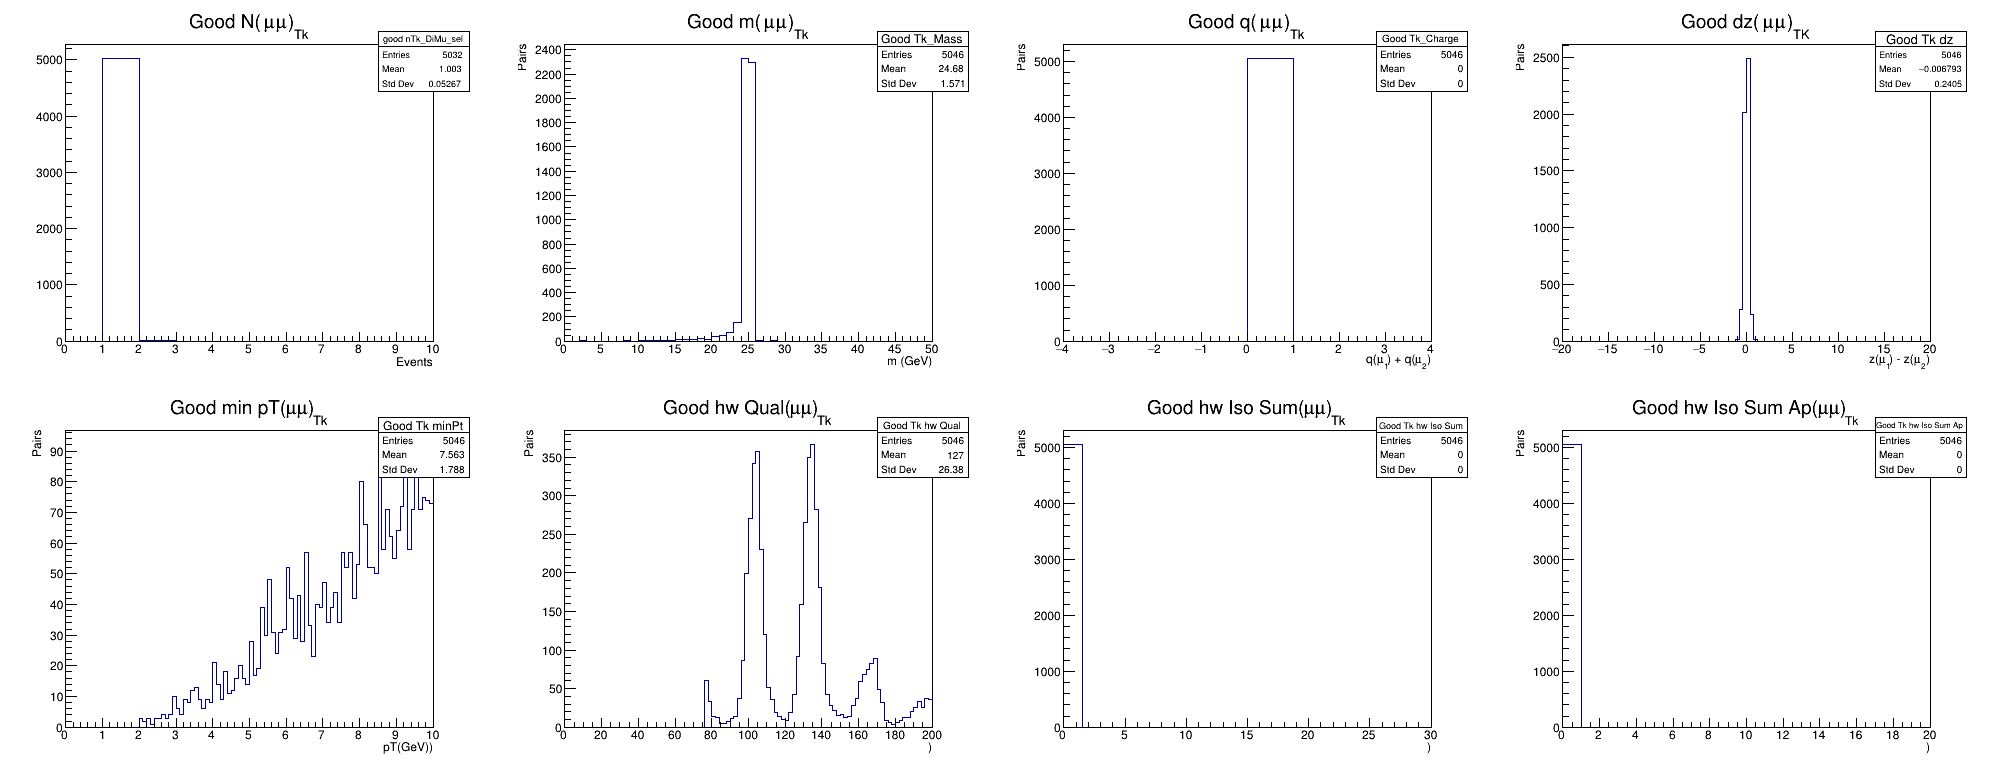 Good N(μμ)Tk
good nTk_DiMu_sel
Entries 5032
Mean 1.003
Std Dev 0.05267
5000
4000
3000
2000
1000
0
0 1 2 3 4 5 6 7 8 9 10
Events
Good m(μμ)Tk
Pairs
Good Tk_Mass
Entries 5046
Mean 24.68
Std Dev 1.571
2400
2200
2000
1800
1600
1400
1200
1000
800
600
400
200
0
0 5 10 15 20 25 30 35 40 45 50
m (GeV)
Good q(μμ)Tk
Pairs
Good Tk_Charge
Entries 5046
Mean 0
Std Dev 0
5000
4000
3000
2000
1000
0
−4 −3 −2 −1 0 1 2 3 4
q(μ1) + q(μ2)
Good dz(μμ)TK
Pairs
Good Tk dz
Entries 5046
Mean −0.006793
Std Dev 0.2405
2500
2000
1500
1000
500
0
−20 −15 −10 −5 0 5 10 15 20
z(μ1) - z(μ2)
Good min pT(μμ)Tk
Pairs
Good Tk minPt
Entries 5046
Mean 7.563
Std Dev 1.788
90
80
70
60
50
40
30
20
10
0
0 1 2 3 4 5 6 7 8 9 10
pT(GeV))
Good hw Qual(μμ)Tk
Pairs
Good Tk hw Qual
Entries 5046
Mean 127
Std Dev 26.38
350
300
250
200
150
100
50
0
0 20 40 60 80 100 120 140 160 180 200
)
Good hw Iso Sum(μμ)Tk
Pairs
Good Tk hw Iso Sum
Entries 5046
Mean 0
Std Dev 0
5000
4000
3000
2000
1000
0
0 5 10 15 20 25 30
)
Good hw Iso Sum Ap(μμ)Tk
Pairs
Good Tk hw Iso Sum Ap
Entries 5046
Mean 0
Std Dev 0
5000
4000
3000
2000
1000
0
0 2 4 6 8 10 12 14 16 18 20
)